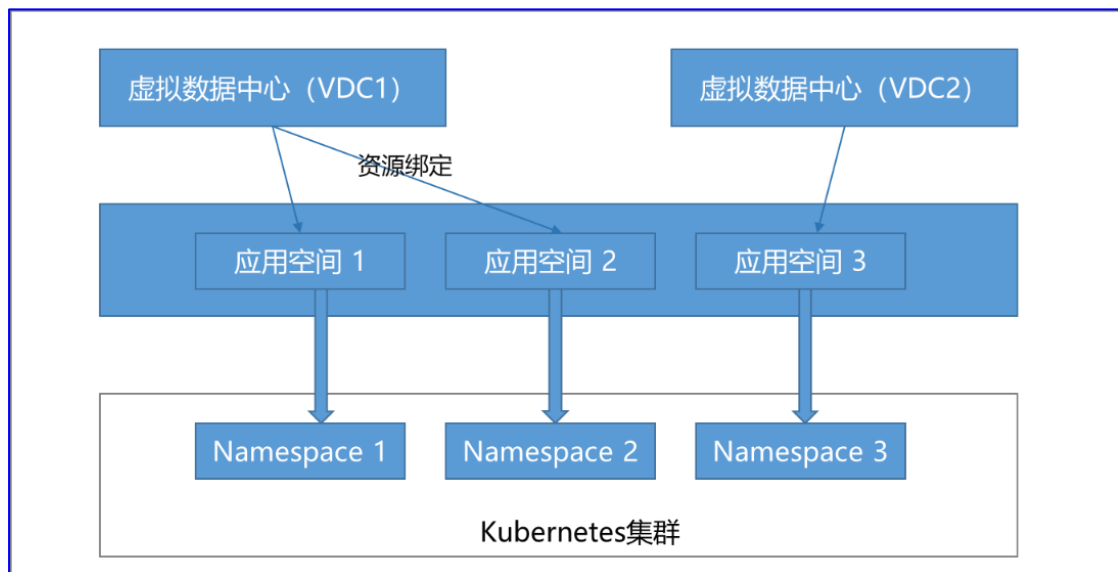 虚拟数据中心（VDC1）
虚拟数据中心（VDC2）
资源绑定
应用空间 1
应用空间 2
应用空间 3
Namespace 1
Namespace 2
Namespace 3
Kubernetes集群